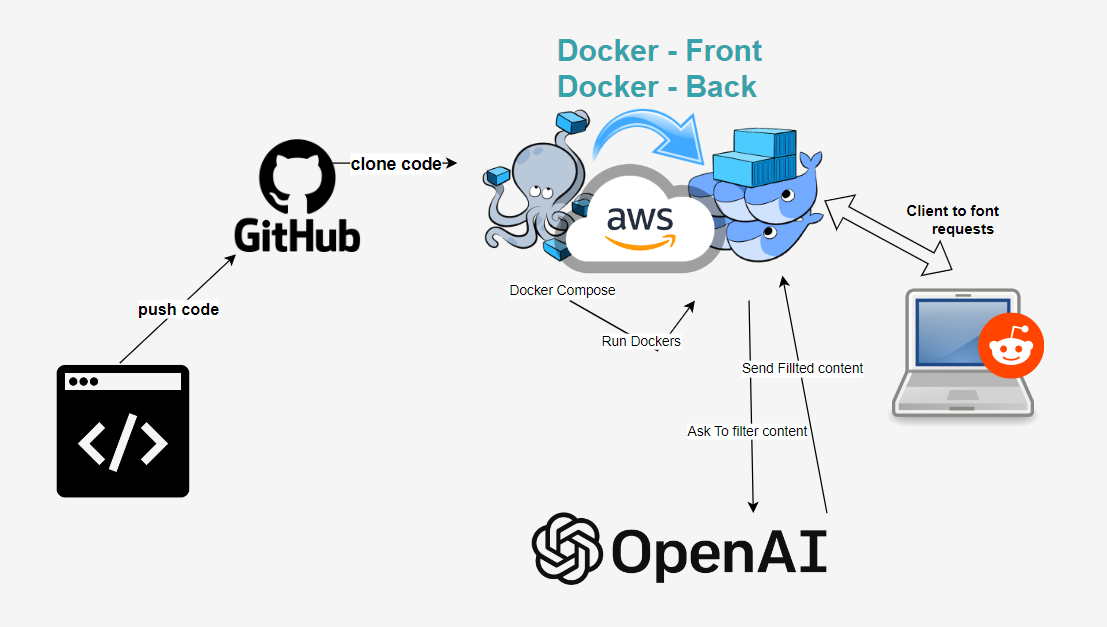 Docker - Front
Docker - Back
clone code
GitHub
aws
Client to font
requests
Docker Compose
push code
Run Dockers
Send Fillted content
Ask To filter content
</>
OpenAI